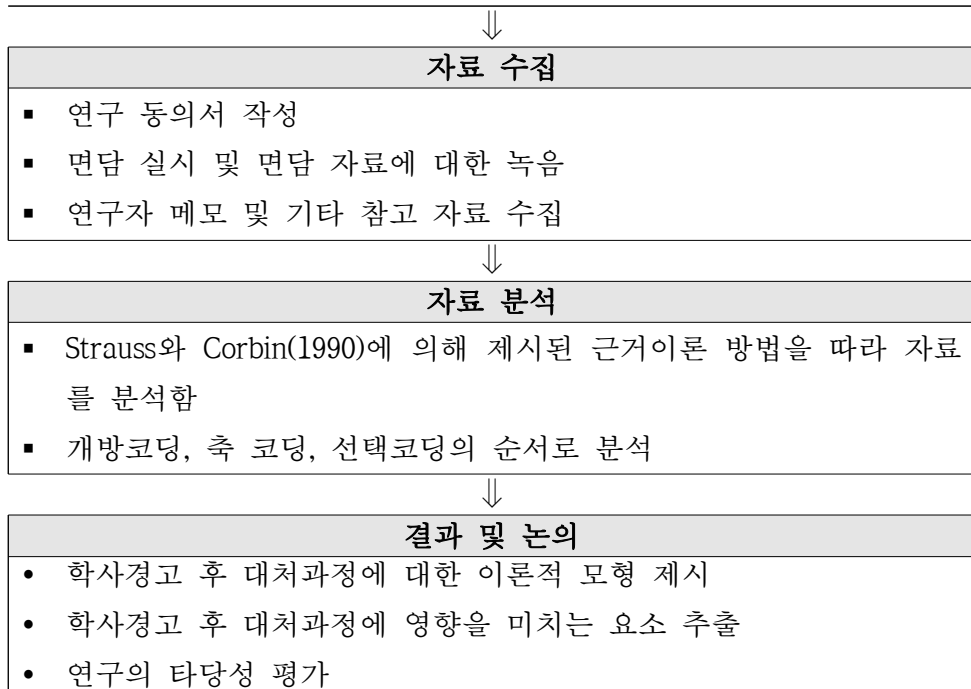 ⇓
자료 수집
▪ 연구 동의서 작성
▪ 면담 실시 및 면담 자료에 대한 녹음
▪ 연구자 메모 및 기타 참고 자료 수집
⇓
자료 분석
▪ Strauss와 Corbin(1990)에 의해 제시된 근거이론 방법을 따라 자료
를 분석함
▪ 개방코딩, 축 코딩, 선택코딩의 순서로 분석
⇓
결과 및 논의
• 학사경고 후 대처과정에 대한 이론적 모형 제시
• 학사경고 후 대처과정에 영향을 미치는 요소 추출
• 연구의 타당성 평가